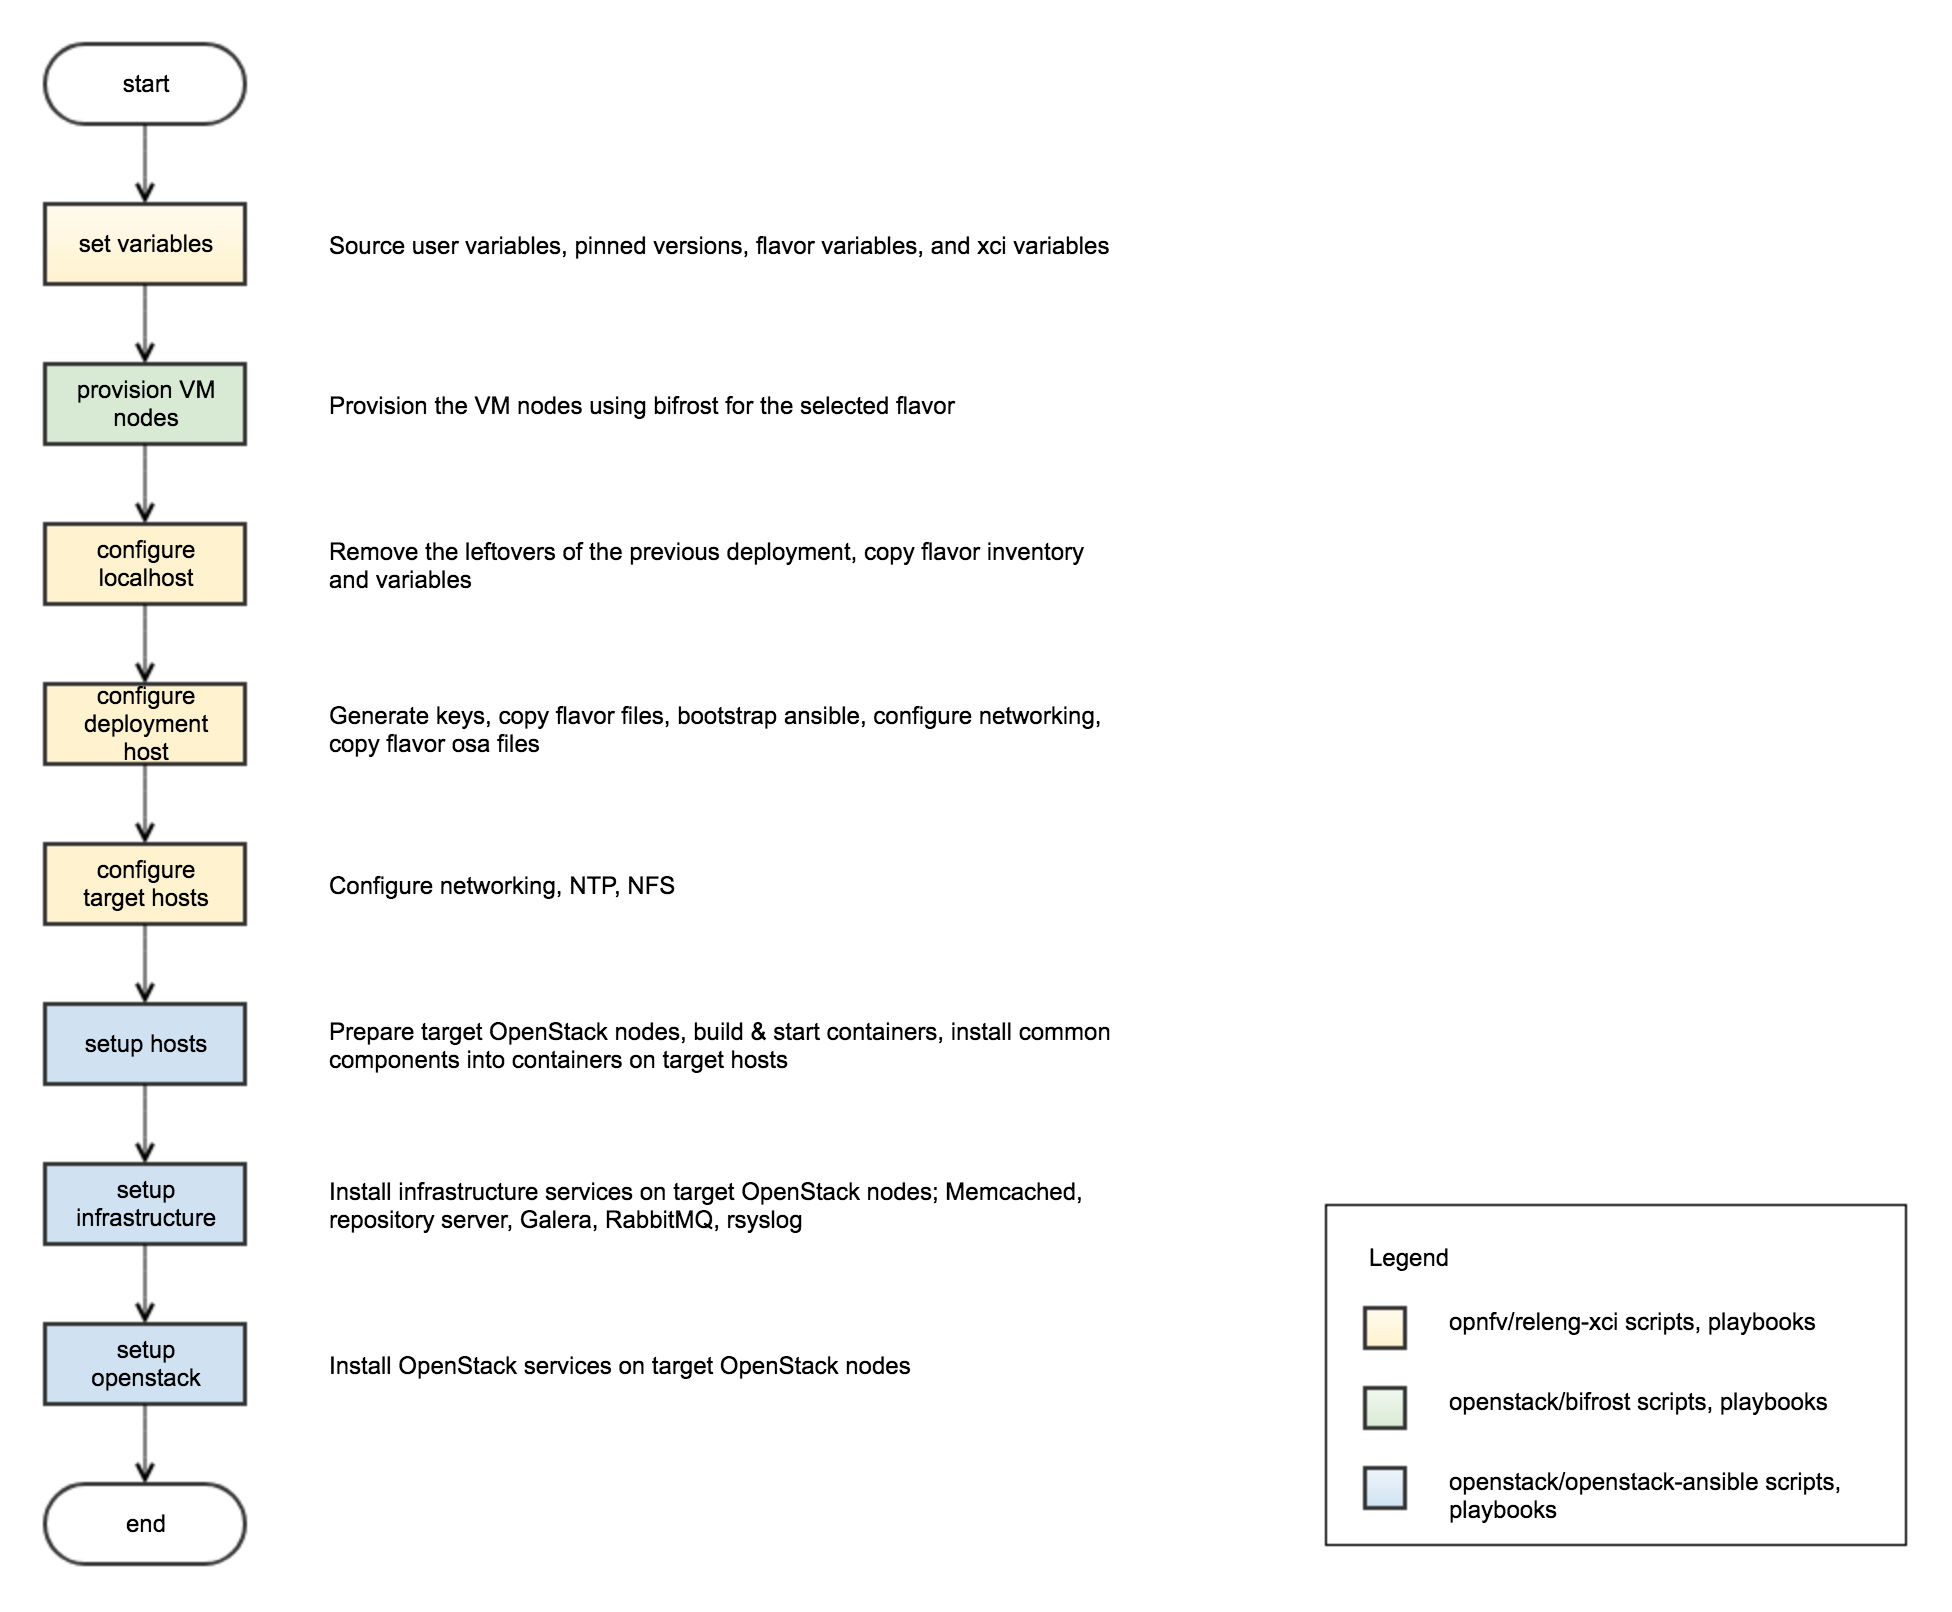 start
set variables
Source user variables, pinned versions, flavor variables, and xci variables
provision VM
nodes
Provision the VM nodes using bifrost for the selected flavor
configure
localhost
Remove the leftovers of the previous deployment, copy flavor inventory
and variables
configure
deployment
host
Generate keys, copy flavor files, bootstrap ansible, configure networking,
copy flavor osa files
configure
target hosts
Configure networking, NTP, NFS
setup hosts
Prepare target OpenStack nodes, build & start containers, install common
components into containers on target hosts
setup
infrastructure
Install infrastructure services on target OpenStack nodes; Memcached,
repository server, Galera, RabbitMQ, rsyslog
setup
openstack
Install OpenStack services on target OpenStack nodes
end
Legend
opnfv/releng-xci scripts, playbooks
openstack/bifrost scripts, playbooks
openstack/openstack-ansible scripts,
playbooks